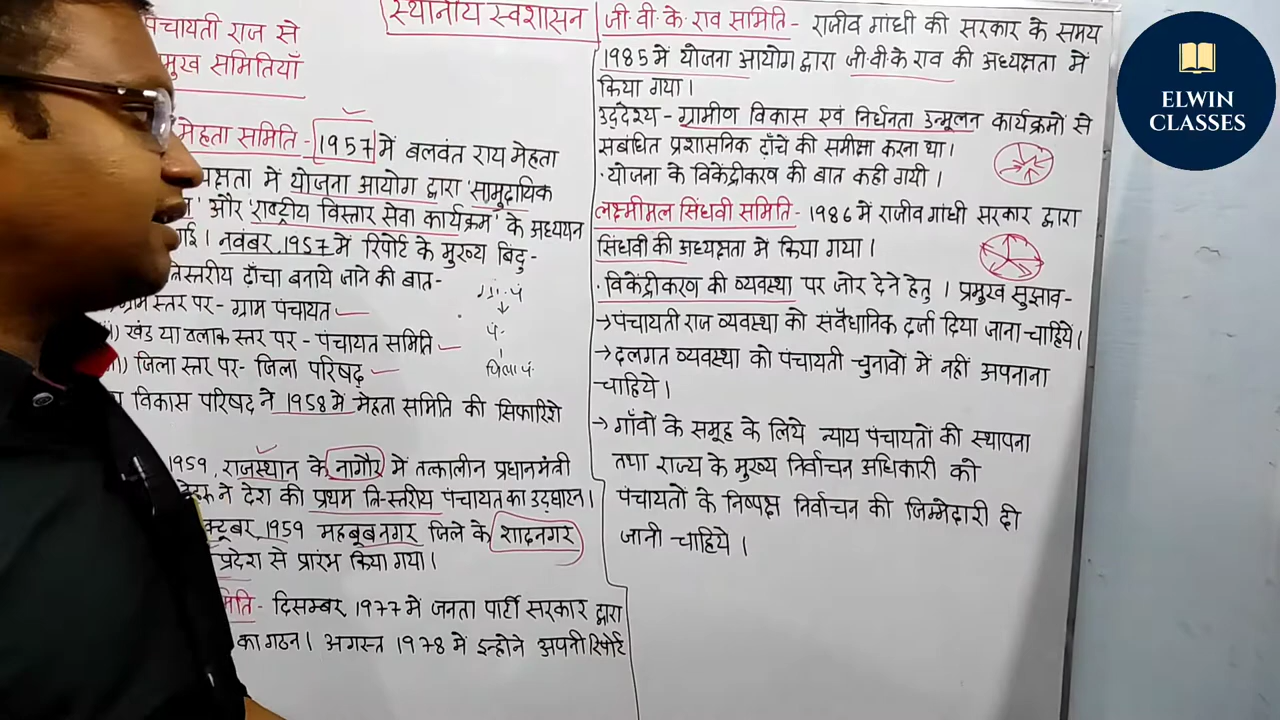 स्थानीय स्वशासन
पंचायती राज से
मुख समितियाँ
मेहता समिति - 1957 में बलवंत राय मेहता
क्षता में योजना आयोग द्वारा 'सामुदायिक
' और 'राष्ट्रीय विस्तार सेवा कार्यक्रम' के अध्ययन
नवंबर, 1957 में रिपोर्ट के मुख्य बिंदु -
त्रिस्तरीय ढाँचा बनाये जाने की बात -
ग्राम स्तर पर - ग्राम पंचायत
खंड या ब्लाक स्तर पर - पंचायत समिति
जिला स्तर पर - जिला परिषद्
ग्रा. पं
पं.
जिला पं.
विकास परिषद ने 1958 में मेहता समिति की सिफारिशे
1959, राजस्थान के नागौर में तत्कालीन प्रधानमंत्री
ने देश की प्रथम त्रि-स्तरीय पंचायत का उद्घाटन।
क्टूबर, 1959 महबूबनगर जिले के शादनगर
प्रदेश से प्रारंभ किया गया।
मिति - दिसम्बर, 1977 में जनता पार्टी सरकार द्वारा
का गठन। अगस्त 1978 में इन्होने अपनी रिपोर्ट
जी. वी. के. राव समिति - राजीव गांधी की सरकार के समय
1985 में योजना आयोग द्वारा जी.वी.के राव की अध्यक्षता में
किया गया।
उद्देश्य - ग्रामीण विकास एवं निर्धनता उन्मूलन कार्यक्रमों से
संबंधित प्रशासनिक ढाँचें की समीक्षा करना था।
· योजना के विकेंद्रीकरण की बात कही गयी।
लक्ष्मीमल सिंघवी समिति - 1986 में राजीव गांधी सरकार द्वारा
सिंघवी की अध्यक्षता में किया गया।
· विकेंद्रीकरण की व्यवस्था पर जोर देने हेतु। प्रमुख सुझाव -
→ पंचायती राज व्यवस्था को संवैधानिक दर्जा दिया जाना चाहिये।
→ दलगत व्यवस्था को पंचायती चुनावों में नहीं अपनाना
चाहिये।
→ गाँवों के समूह के लिये न्याय पंचायतों की स्थापना
तथा राज्य के मुख्य निर्वाचन अधिकारी को
पंचायतों के निष्पक्ष निर्वाचन की जिम्मेदारी दी
जानी चाहिये।
ELWIN
CLASSES